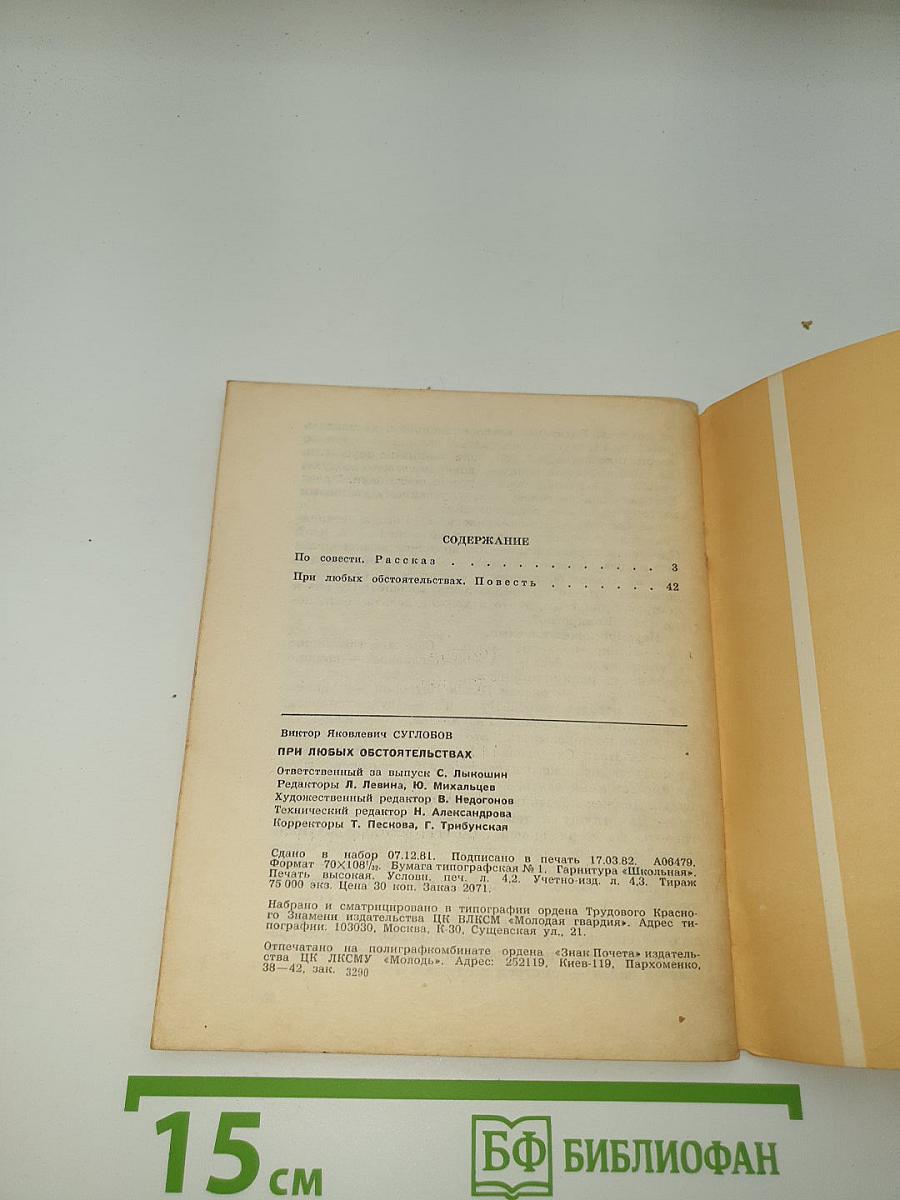 СОДЕРЖАНИЕ
По совести. Рассказ . . . . . . . . . . . . . 3
При любых обстоятельствах. Повесть . . . . . . . 42
Виктор Яковлевич СУГЛОБОВ
ПРИ ЛЮБЫХ ОБСТОЯТЕЛЬСТВАХ
Ответственный за выпуск С. Лыкошин
Редакторы Л. Левина, Ю. Михальцев
Художественный редактор В. Недогонов
Технический редактор Н. Александрова
Корректоры Т. Пескова, Г. Трибунская
Сдано в набор 07.12.81. Подписано в печать 17.03.82. А06479.
Формат 70×108¹/₃₂. Бумага типографская № 1. Гарнитура «Школьная».
Печать высокая. Условн. печ. л. 4,2. Учетно-изд. л. 4,3. Тираж
75 000 экз. Цена 30 коп. Заказ 2071.
Набрано и сматрицировано в типографии ордена Трудового Красно-
го Знамени издательства ЦК ВЛКСМ «Молодая гвардия». Адрес ти-
пографии: 103030, Москва, К-30, Сущевская ул., 21.
Отпечатано на полиграфкомбинате ордена «Знак Почета» издатель-
ства ЦК ЛКСМУ «Молодь». Адрес: 252119, Киев-119, Пархоменко,
38—42, зак. 3290
15 см
БФ БИБЛИОФАН